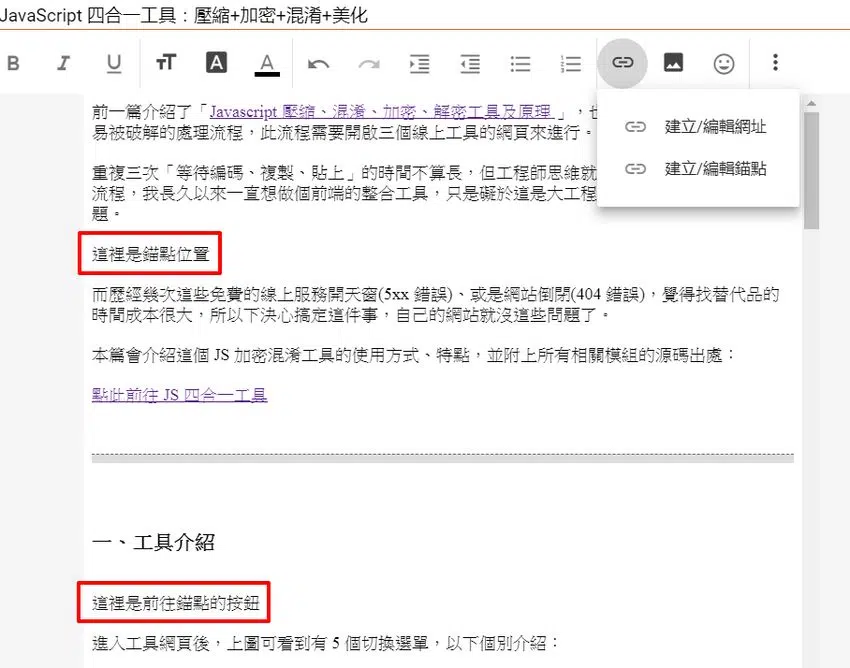 JavaScript 四合一工具：壓縮+加密+混淆+美化
B I U TT A A
前一篇介紹了「Javascript 壓縮、混淆、加密、解密工具及原理」，也
易被破解的處理流程，此流程需要開啟三個線上工具的網頁來進行。
建立/編輯網址
重複三次「等待編碼、複製、貼上」的時間不算長，但工程師思維就
建立/編輯錨點
流程，我長久以來一直想做個前端的整合工具，只是礙於這是大工程
題。
這裡是錨點位置
而歷經幾次這些免費的線上服務開天窗(5xx 錯誤)、或是網站倒閉(404 錯誤)，覺得找替代品的
時間成本很大，所以下決心搞定這件事，自己的網站就沒這些問題了。
本篇會介紹這個 JS 加密混淆工具的使用方式、特點，並附上所有相關模組的源碼出處：
點此前往 JS 四合一工具
一、工具介紹
這裡是前往錨點的按鈕
進入工具網頁後，上圖可看到有 5 個切換選單，以下個別介紹：